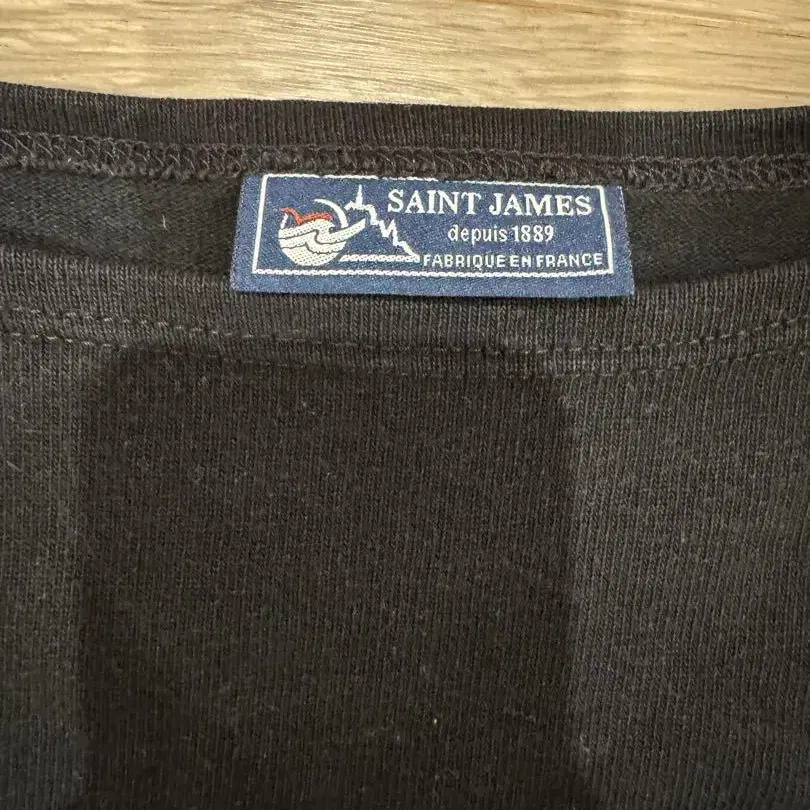 SAINT JAMES
depuis 1889
FABRIQUE EN FRANCE